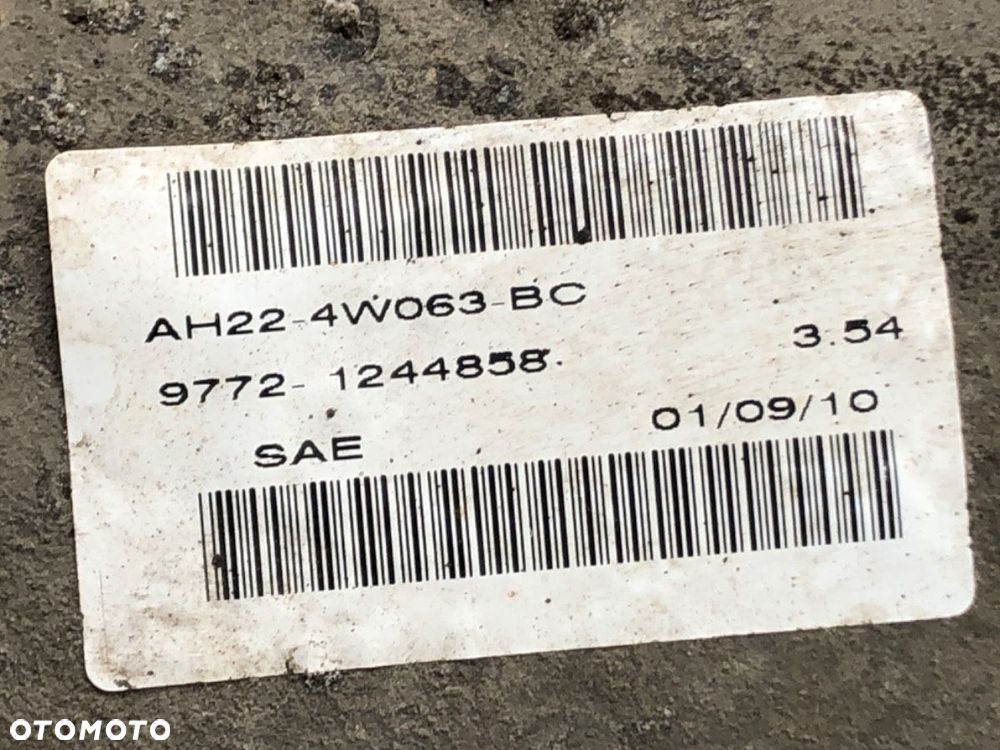 AH22-4W063-BC
9772- 1244858.
3.54
SAE
01/09/10
OTOMOTO